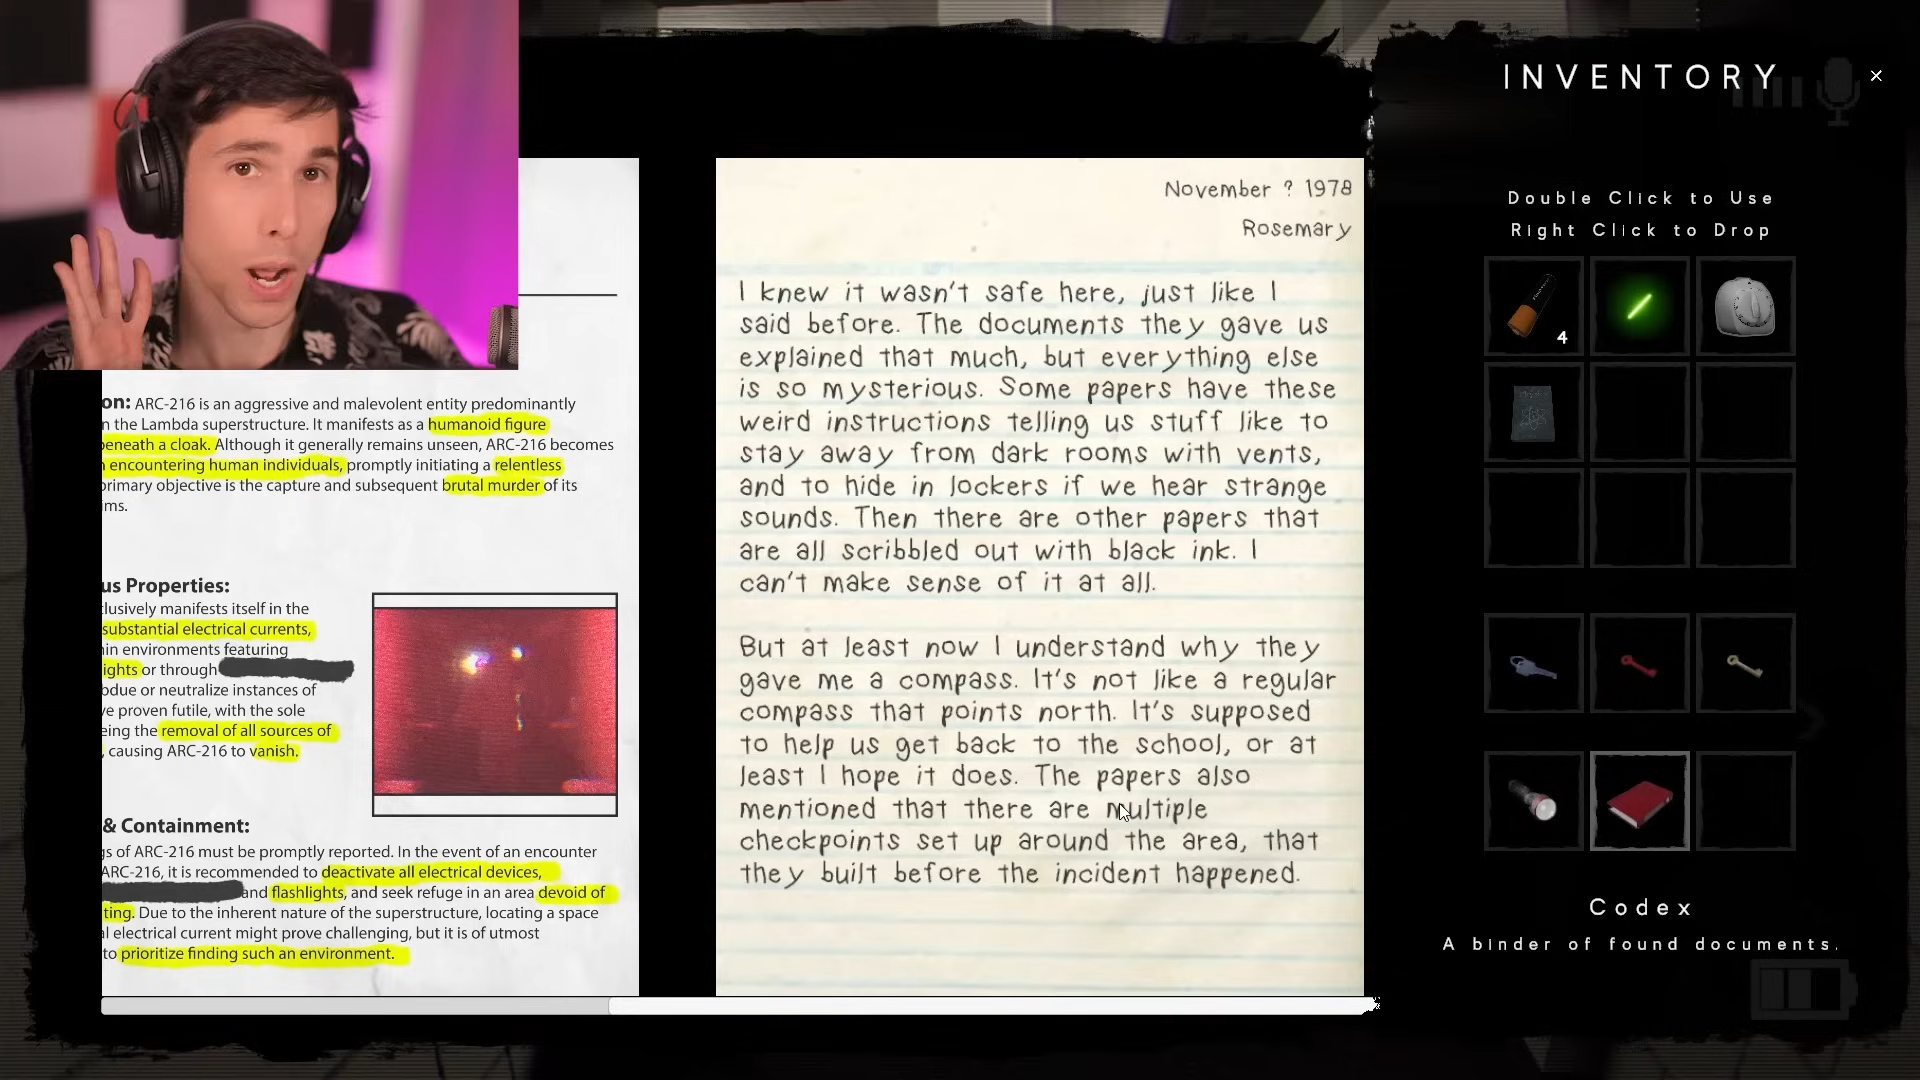 on: ARC-216 is an aggressive and malevolent entity predominantly
n the Lambda superstructure. It manifests as a humanoid figure
beneath a cloak. Although it generally remains unseen, ARC-216 becomes
encountering human individuals, promptly initiating a relentless
primary objective is the capture and subsequent brutal murder of its
ims.
us Properties:
clusively manifests itself in the
substantial electrical currents,
hin environments featuring
ights or through
bdue or neutralize instances of
ve proven futile, with the sole
eing the removal of all sources of
, causing ARC-216 to vanish.
& Containment:
gs of ARC-216 must be promptly reported. In the event of an encounter
ARC-216, it is recommended to deactivate all electrical devices,
and flashlights, and seek refuge in an area devoid of
ting. Due to the inherent nature of the superstructure, locating a space
al electrical current might prove challenging, but it is of utmost
to prioritize finding such an environment.
November ? 1978
Rosemary
I knew it wasn't safe here, just like I
said before. The documents they gave us
explained that much, but everything else
is so mysterious. Some papers have these
weird instructions telling us stuff like to
stay away from dark rooms with vents,
and to hide in lockers if we hear strange
sounds. Then there are other papers that
are all scribbled out with black ink. I
can't make sense of it at all.
But at least now I understand why they
gave me a compass. It's not like a regular
compass that points north. It's supposed
to help us get back to the school, or at
least I hope it does. The papers also
mentioned that there are multiple
checkpoints set up around the area, that
they built before the incident happened.
INVENTORY
Double Click to Use
Right Click to Drop
4
Codex
A binder of found documents.